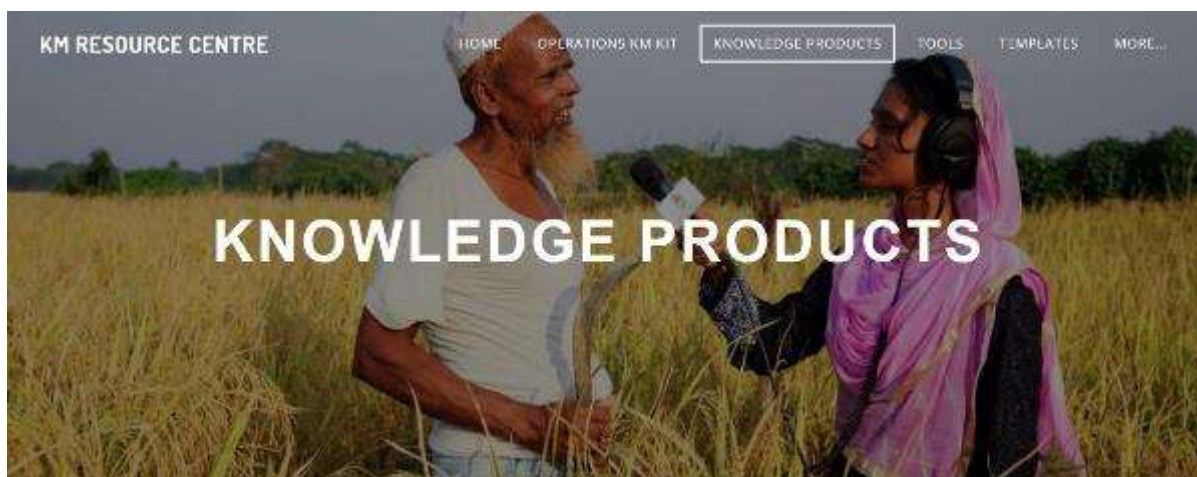 KM RESOURCE CENTRE
HOME OPERATIONS KM KIT KNOWLEDGE PRODUCTS TOOLS TEMPLATES MORE...
KNOWLEDGE PRODUCTS